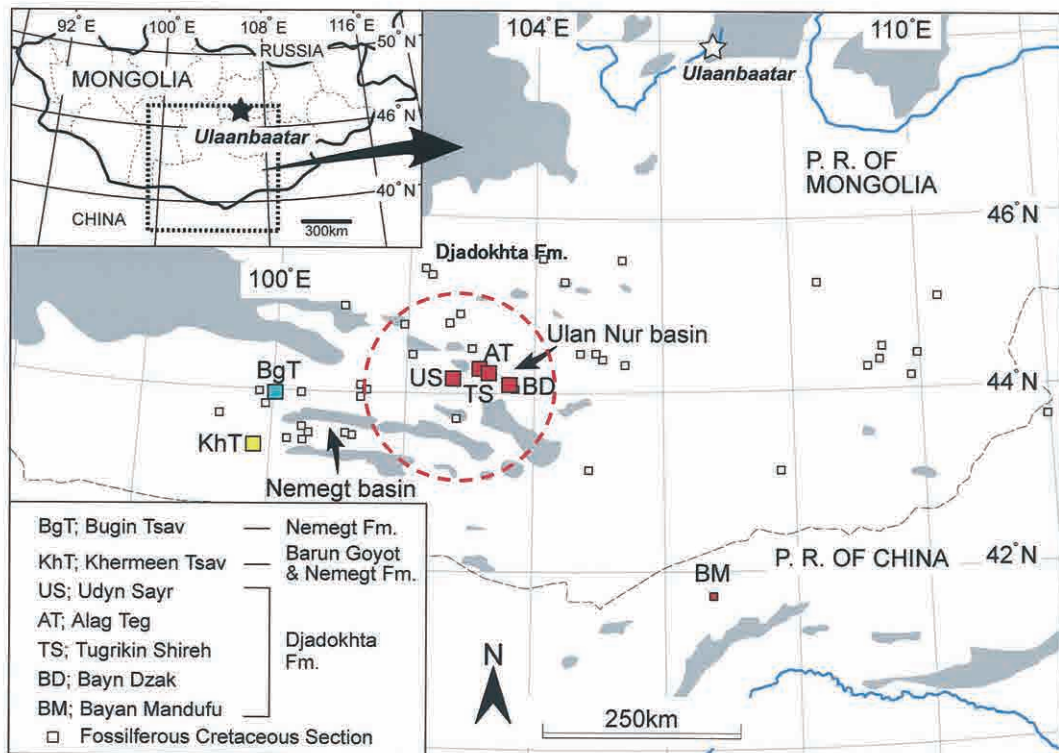 92°E
100°E
108°E
116°E
50°N
RUSSIA
MONGOLIA
46°N
Ulaanbaatar
40°N
CHINA
300km
104°E
110°E
Ulaanbaatar
P. R. OF
MONGOLIA
46°N
Djadokhta Fm.
100°E
Ulan Nur basin
AT
BgT
US
TS
BD
44°N
KhT
Nemegt basin
42°N
P. R. OF CHINA
BM
N
250km
BgT; Bugin Tsav — Nemegt Fm.
KhT; Khermeen Tsav — Barun Goyot
& Nemegt Fm.
US; Udyn Sayr
AT; Alag Teg
TS; Tugrikin Shireh
Djadokhta
Fm.
BD; Bayn Dzak
BM; Bayan Mandufu
Fossilferous Cretaceous Section